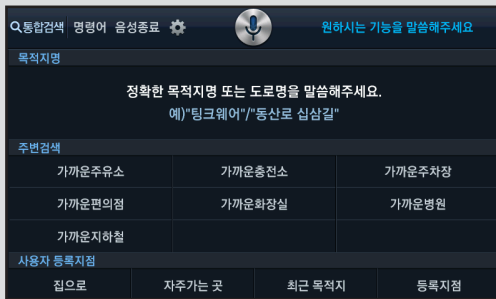 통합검색 명령어 음성종료 원하시는 기능을 말씀해주세요
목적지명
정확한 목적지명 또는 도로명을 말씀해주세요.
예)"팅크웨어"/"동산로 십삼길"
주변검색
가까운주유소 가까운충전소 가까운주차장
가까운편의점 가까운화장실 가까운병원
가까운지하철
사용자 등록지점
집으로 자주가는 곳 최근 목적지 등록지점